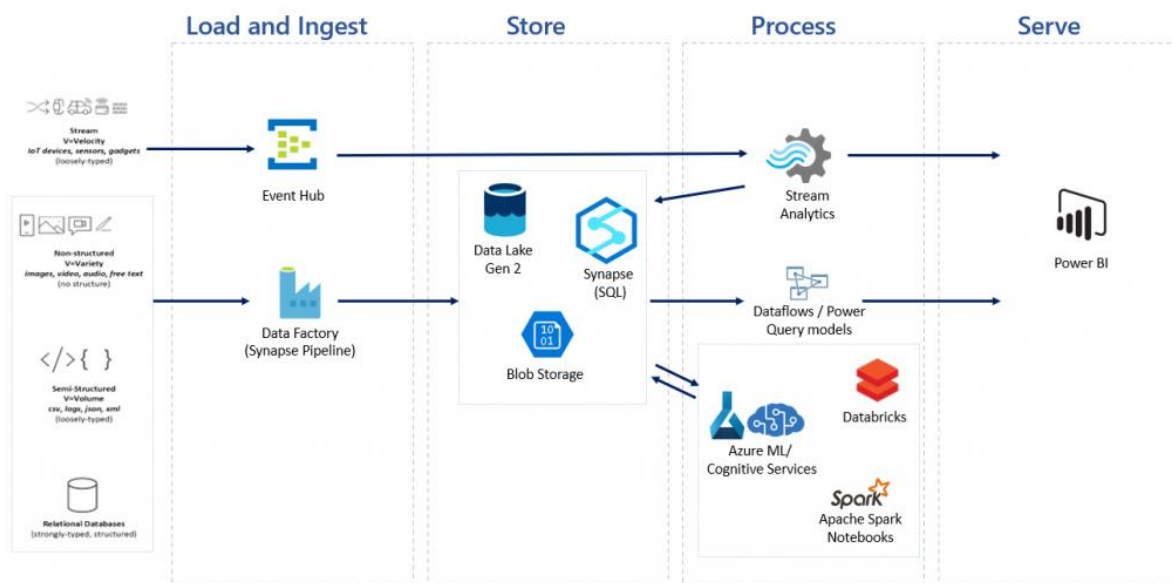 Load and Ingest
Store
Process
Serve
Stream
V=Velocity
IoT devices, sensors, gadgets
(loosely-typed)
Event Hub
Stream
Analytics
Non-structured
V=Variety
images, video, audio, free text
(no structure)
Data Factory
(Synapse Pipeline)
Data Lake
Gen 2
Synapse
(SQL)
10
01
Blob Storage
Dataflows / Power
Query models
Power BI
</>{ }
Semi-Structured
V=Volume
csv, logs, json, xml
(loosely-typed)
Azure ML/
Cognitive Services
Databricks
Spark
Apache Spark
Notebooks
Relational Databases
(strongly-typed, structured)